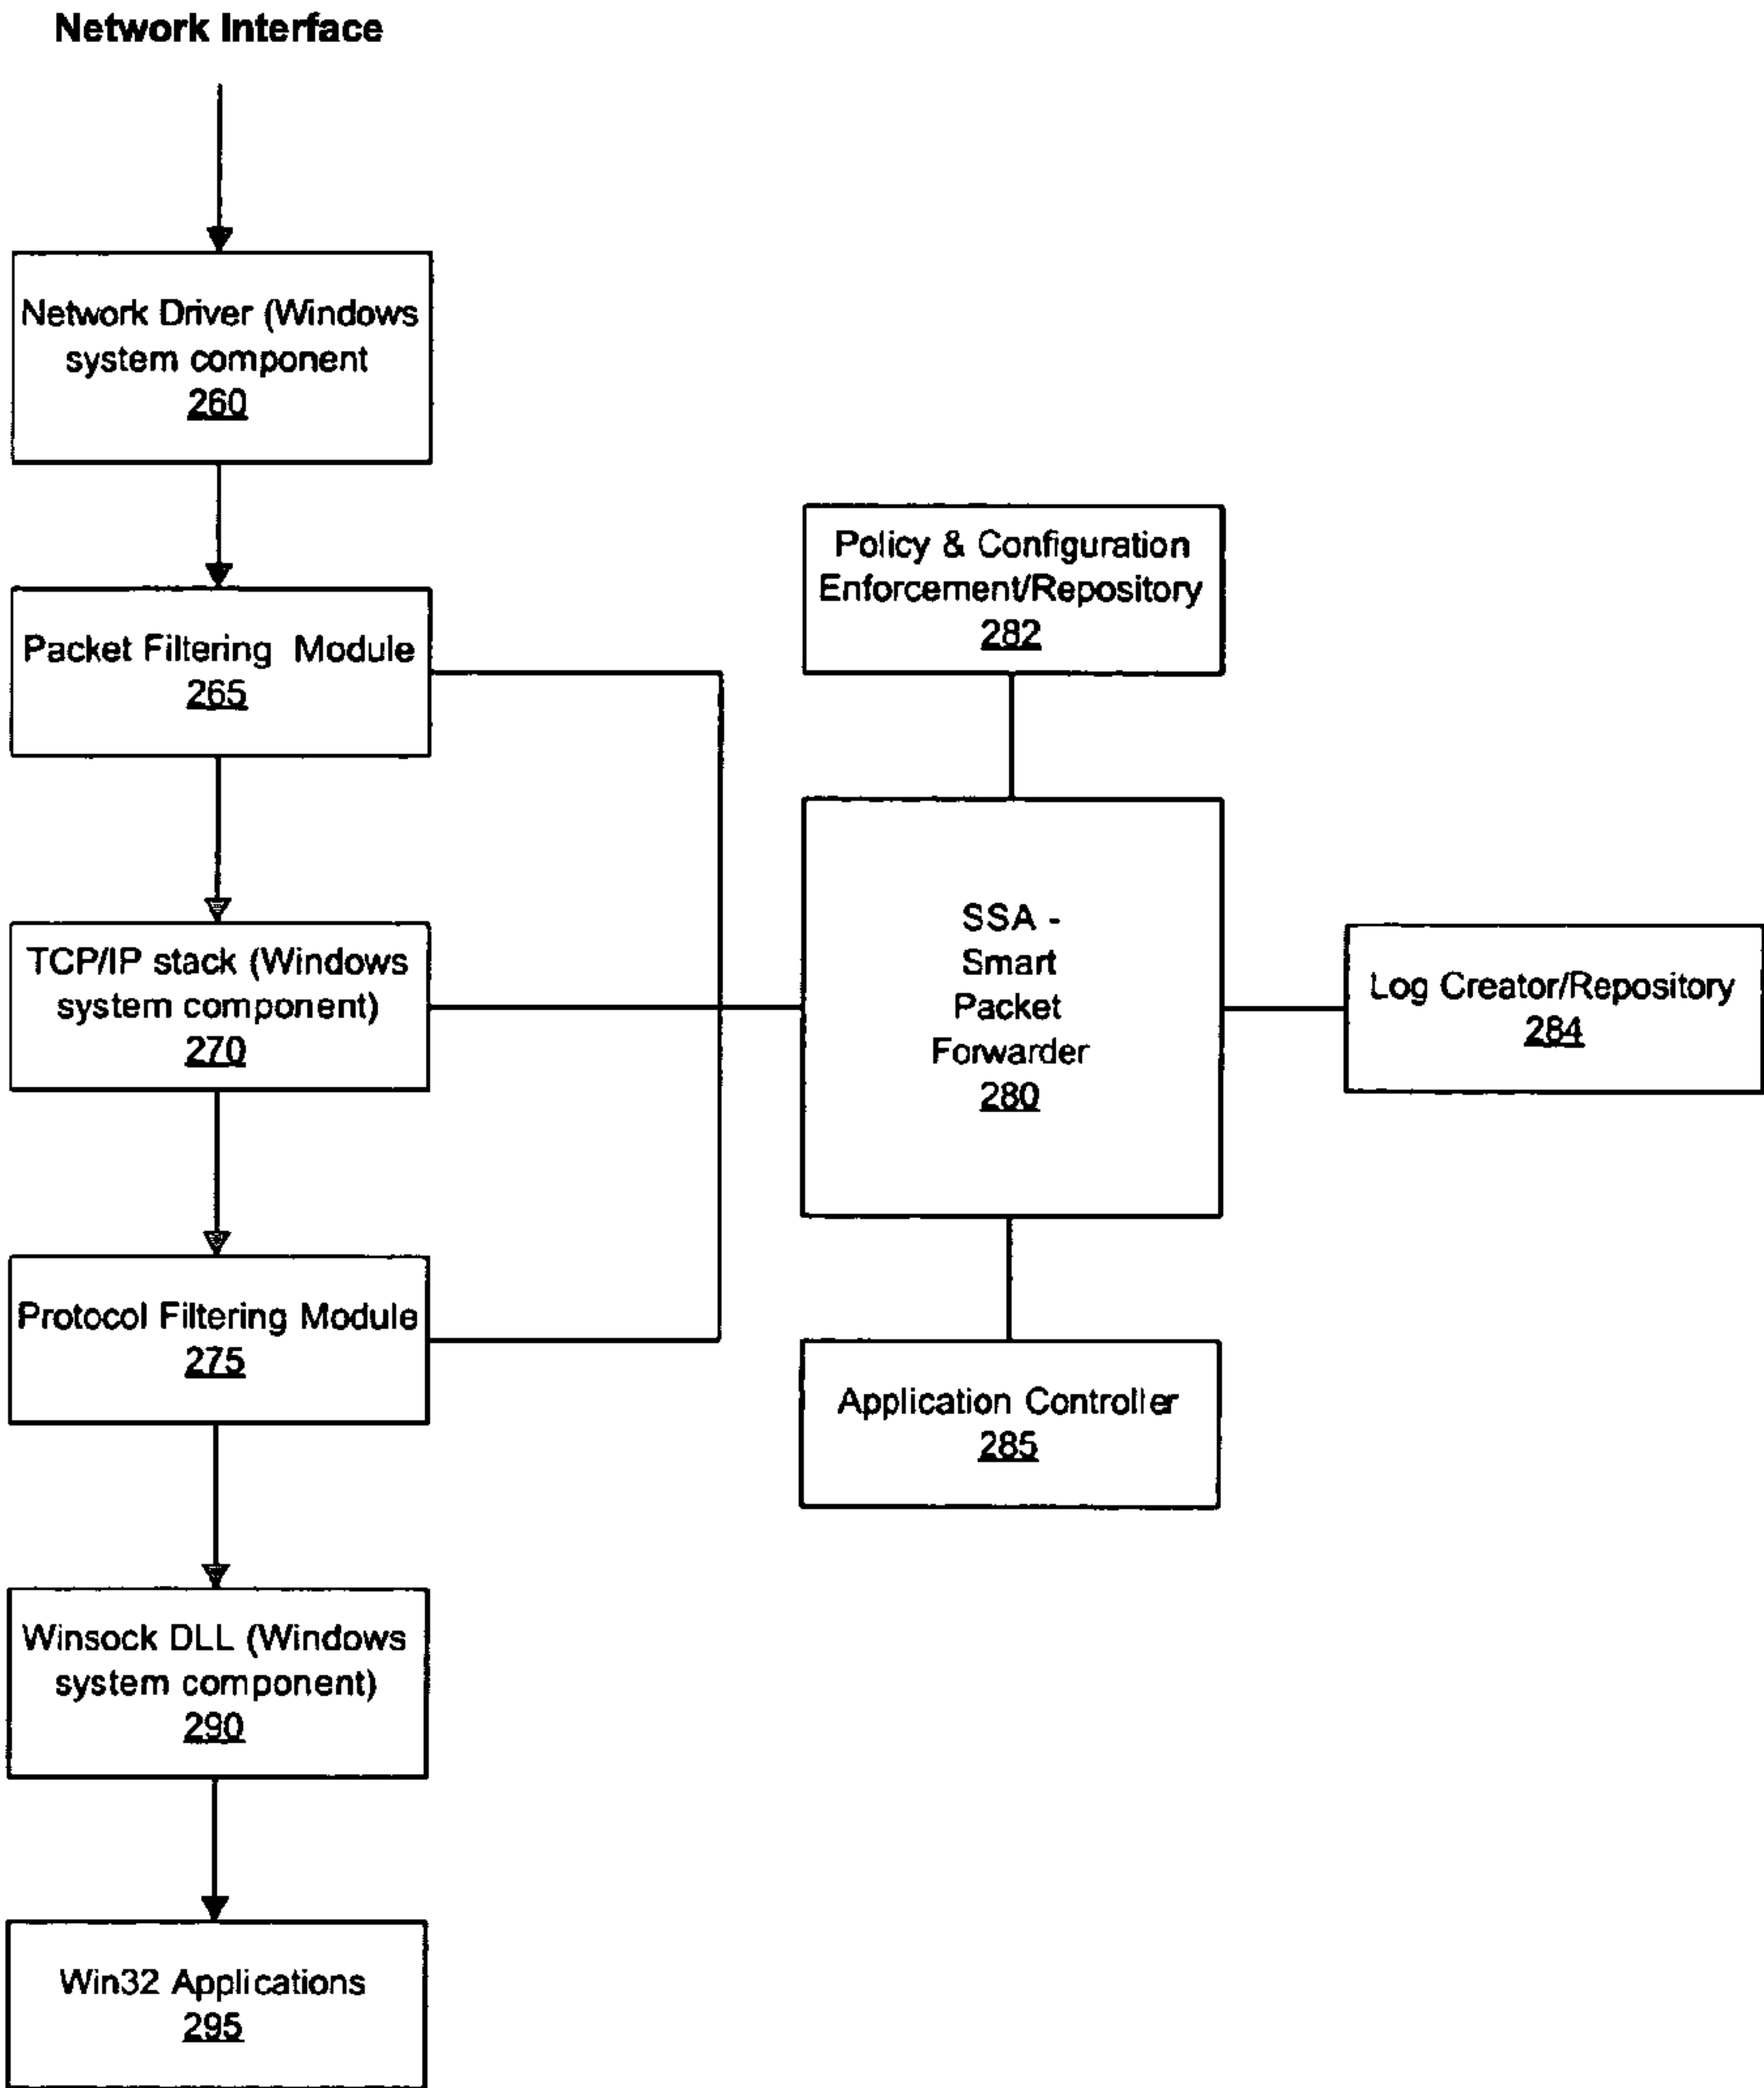 Network Interface
Network Driver (Windows
system component
260
Packet Filtering Module
265
TCP/IP stack (Windows
system component)
270
Protocol Filtering Module
275
Winsock DLL (Windows
system component)
290
Win32 Applications
295
Policy & Configuration
Enforcement/Repository
282
SSA -
Smart
Packet
Forwarder
280
Log Creator/Repository
284
Application Controller
285